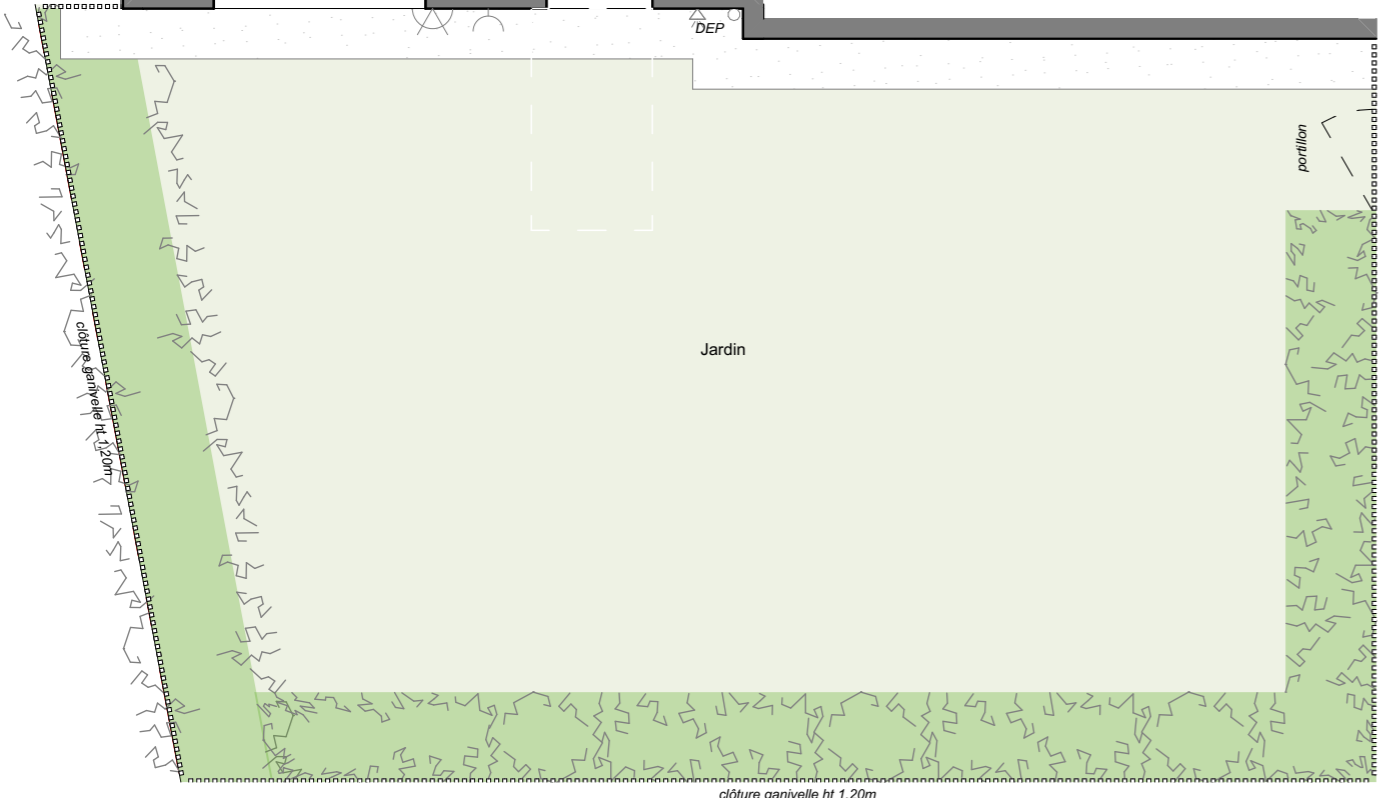 DEP
portillon
Jardin
clôture ganivelle ht 1,20m
clôture ganivelle ht 1,20m